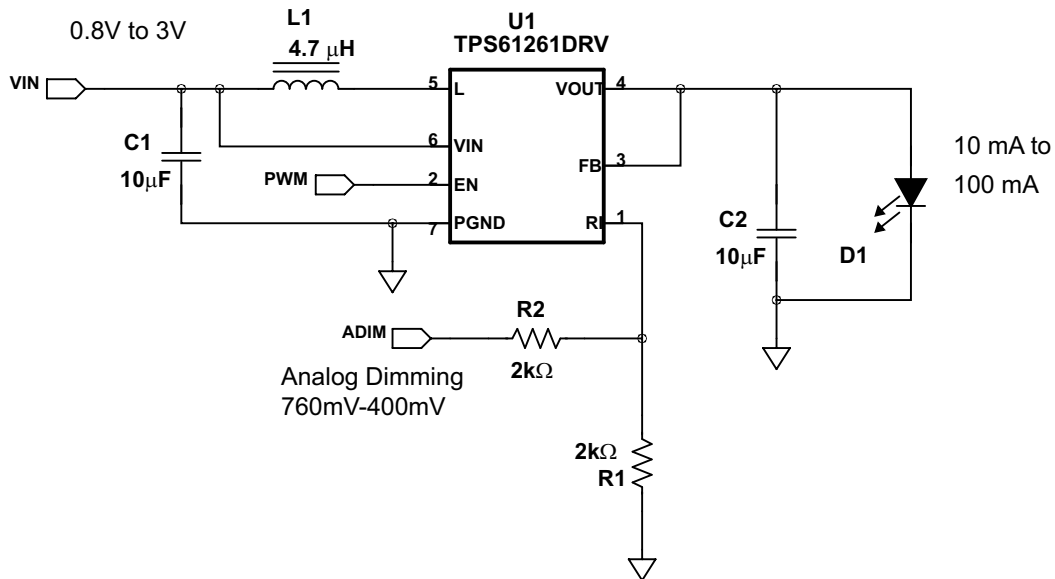 0.8V to 3V
L1
4.7 μH
U1
TPS61261DRV
VIN
5
L
VOUT
4
C1
10μF
6
VIN
FB
3
PWM
2
EN
7
PGND
RI
1
C2
10μF
D1
10 mA to
100 mA
ADIM
R2
2kΩ
Analog Dimming
760mV-400mV
2kΩ
R1